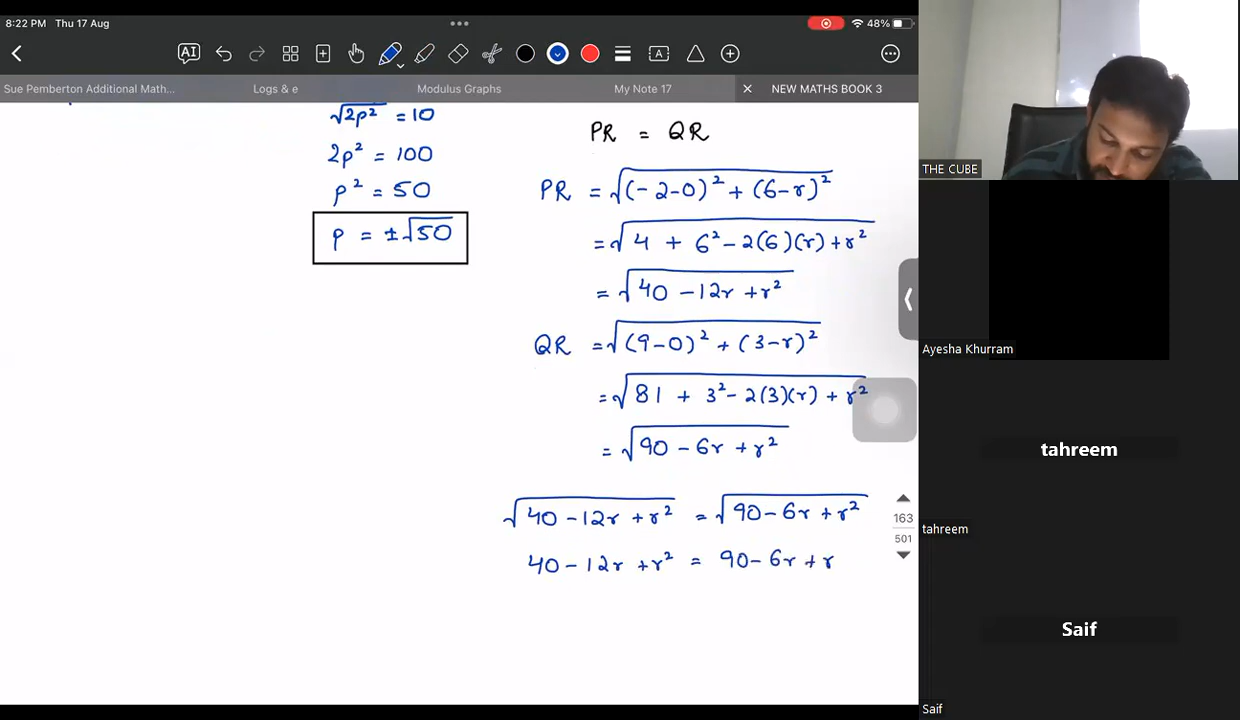 8:22 PM Thu 17 Aug
48%
AI
A
Sue Pemberton Additional Math...
Logs & e
Modulus Graphs
My Note 17
NEW MATHS BOOK 3
√2p² = 10
2p² = 100
p² = 50
p = ±√50
PR = QR
PR = √(-2-0)² + (6-r)²
= √4 + 6² - 2(6)(r) + r²
= √40 - 12r + r²
QR = √(9-0)² + (3-r)²
= √81 + 3² - 2(3)(r) + r²
= √90 - 6r + r²
√40 - 12r + r² = √90 - 6r + r²
40 - 12r + r² = 90 - 6r + r
163
501
THE CUBE
Ayesha Khurram
tahreem
tahreem
Saif
Saif